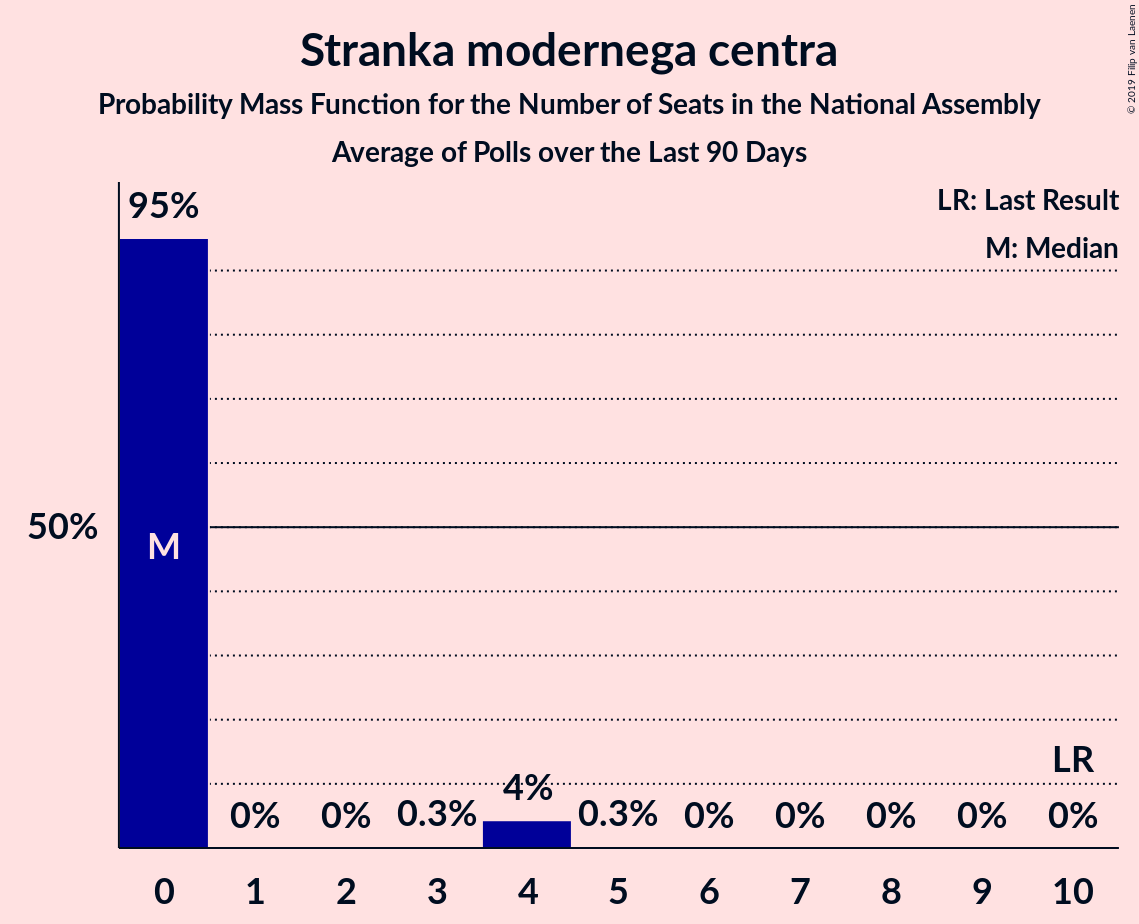 Stranka modernega centra
Probability Mass Function for the Number of Seats in the National Assembly
Average of Polls over the Last 90 Days
© 2019 Filip van Laenen
LR: Last Result
M: Median
95%
50%
M
LR
0% 0% 0.3% 4% 0.3% 0% 0% 0% 0% 0%
0 1 2 3 4 5 6 7 8 9 10